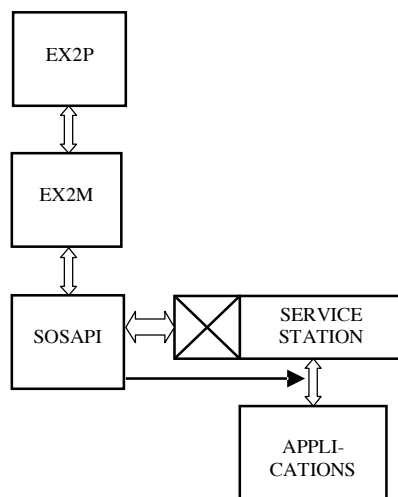 EX2P
EX2M
SOSAPI
SERVICE
STATION
APPLI-
CATIONS